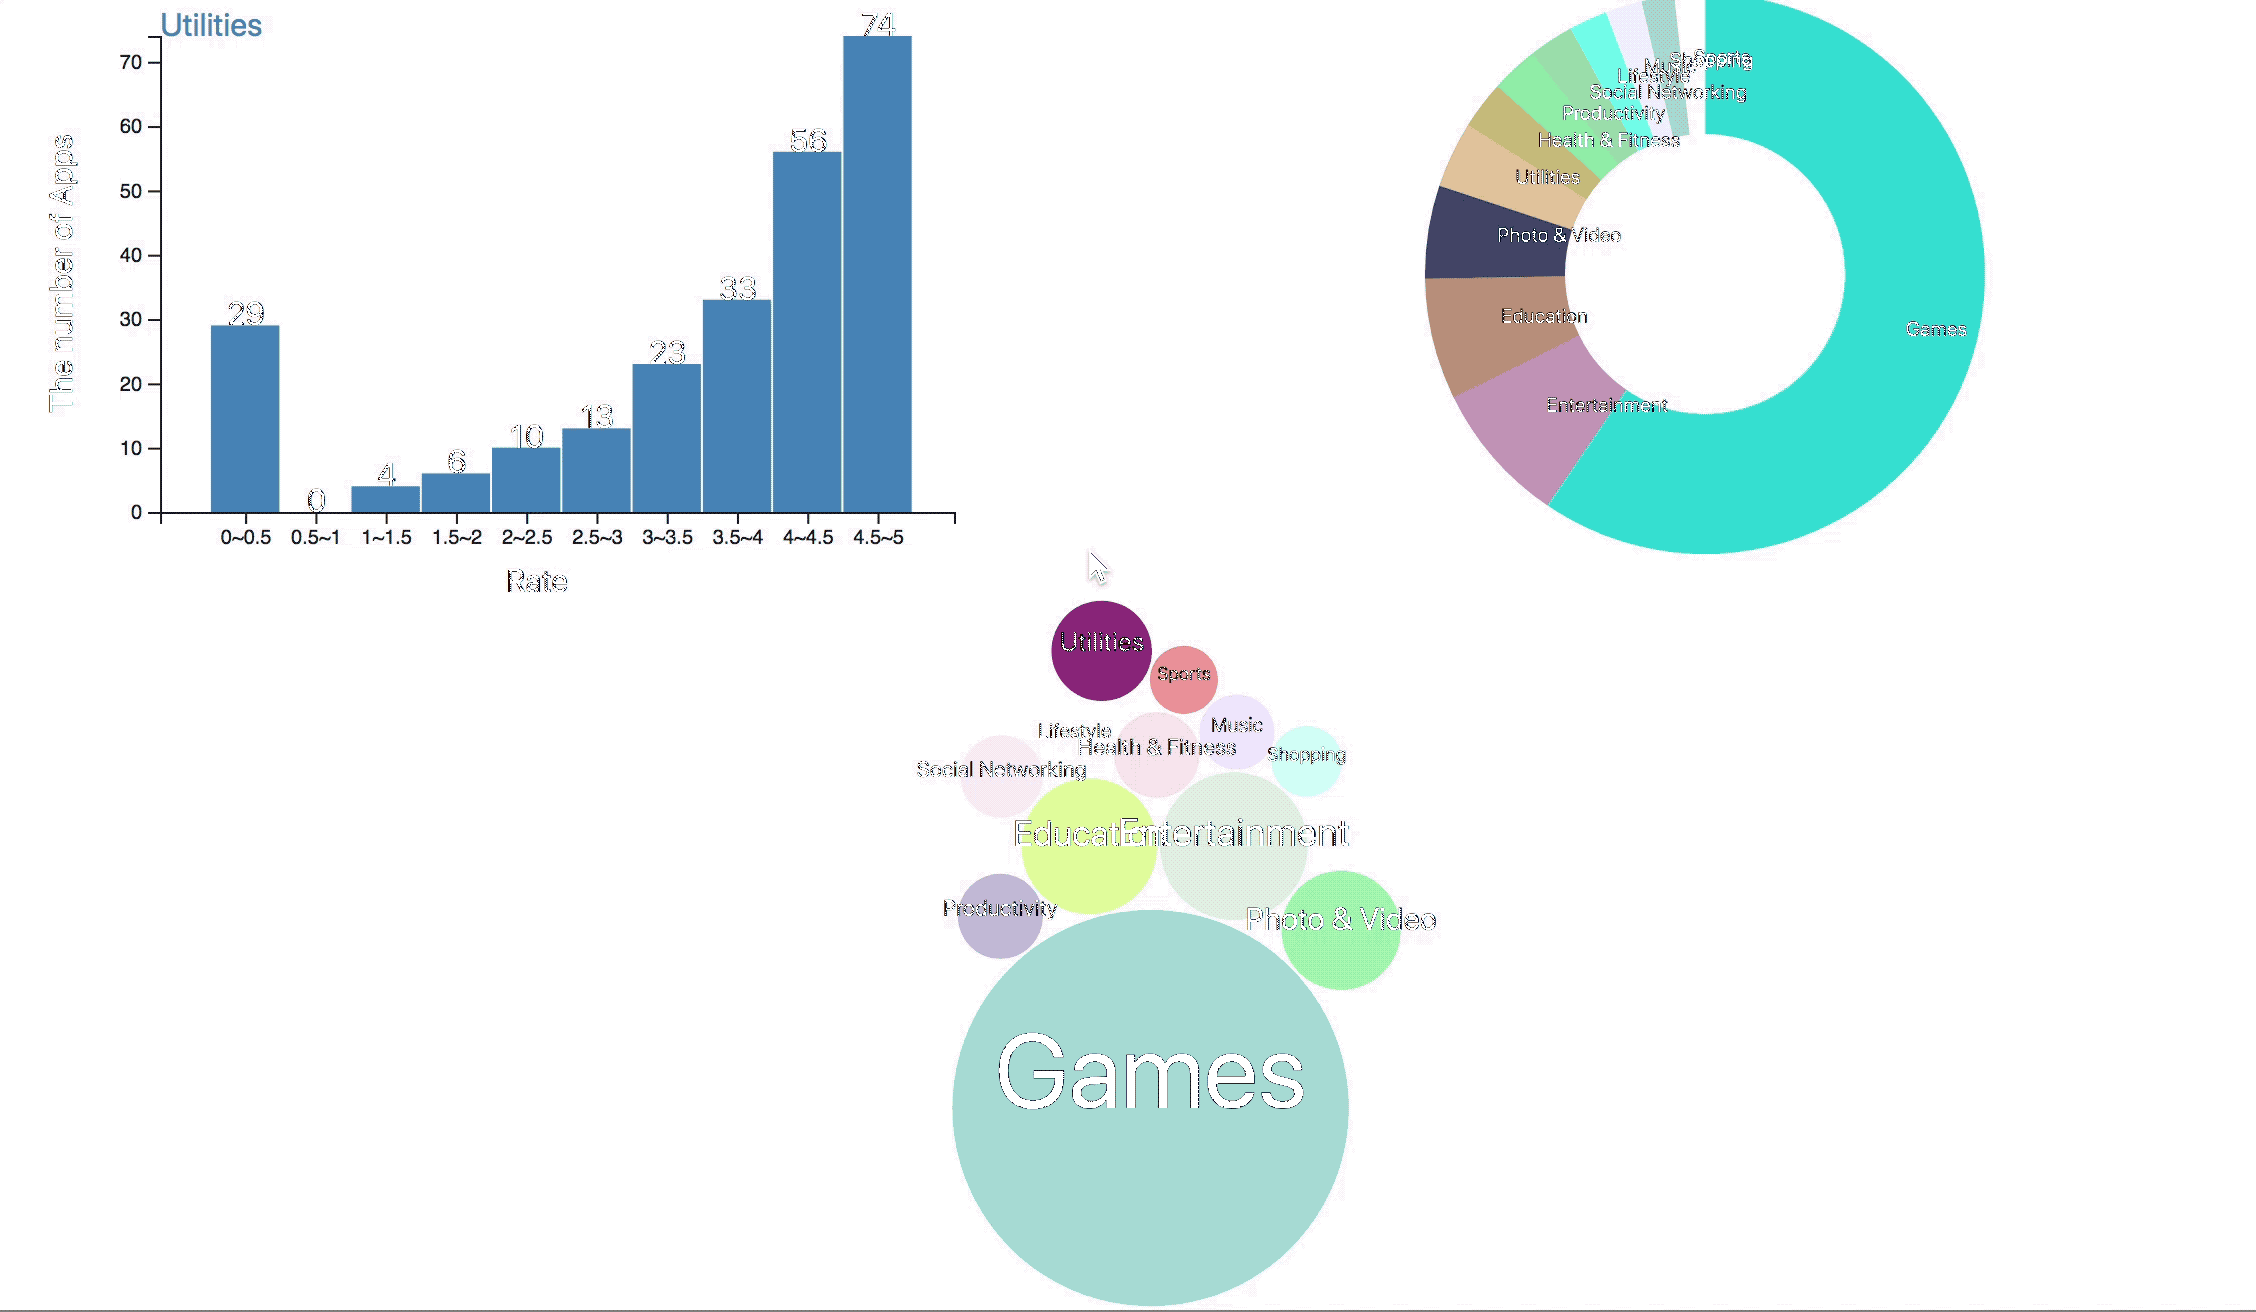 Utilities
The number of Apps
70
60
50
40
30
20
10
0
29
0
4
6
10
13
23
33
56
74
0~0.5
0.5~1
1~1.5
1.5~2
2~2.5
2.5~3
3~3.5
3.5~4
4~4.5
4.5~5
Rate
Sports
Shopping
Music
Lifestyle
Social Networking
Productivity
Health & Fitness
Utilities
Photo & Video
Education
Entertainment
Games
Utilities
Sports
Music
Lifestyle
Health & Fitness
Shopping
Social Networking
Education
Entertainment
Productivity
Photo & Video
Games